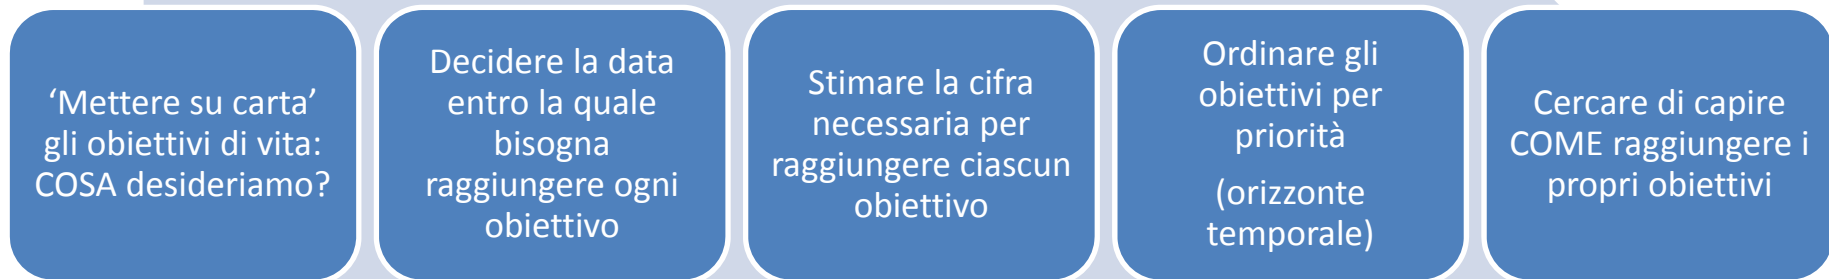 ‘Mettere su carta’
gli obiettivi di vita:
COSA desideriamo?
Decidere la data
entro la quale
bisogna
raggiungere ogni
obiettivo
Stimare la cifra
necessaria per
raggiungere ciascun
obiettivo
Ordinare gli
obiettivi per
priorità
(orizzonte
temporale)
Cercare di capire
COME raggiungere i
propri obiettivi